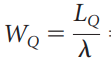 W_Q = L_Q / λ =